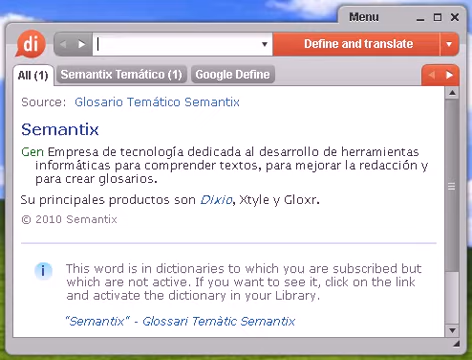 Menu
di
Define and translate
All (1)
Semantix Temático (1)
Google Define
Source: Glosario Temático Semantix
Semantix
Gen Empresa de tecnología dedicada al desarrollo de herramientas
informáticas para comprender textos, para mejorar la redacción y
para crear glosarios.
Su principales productos son Dixio, Xtyle y Gloxr.
© 2010 Semantix
i
This word is in dictionaries to which you are subscribed but
which are not active. If you want to see it, click on the link
and activate the dictionary in your Library.
"Semantix" - Glossari Temàtic Semantix